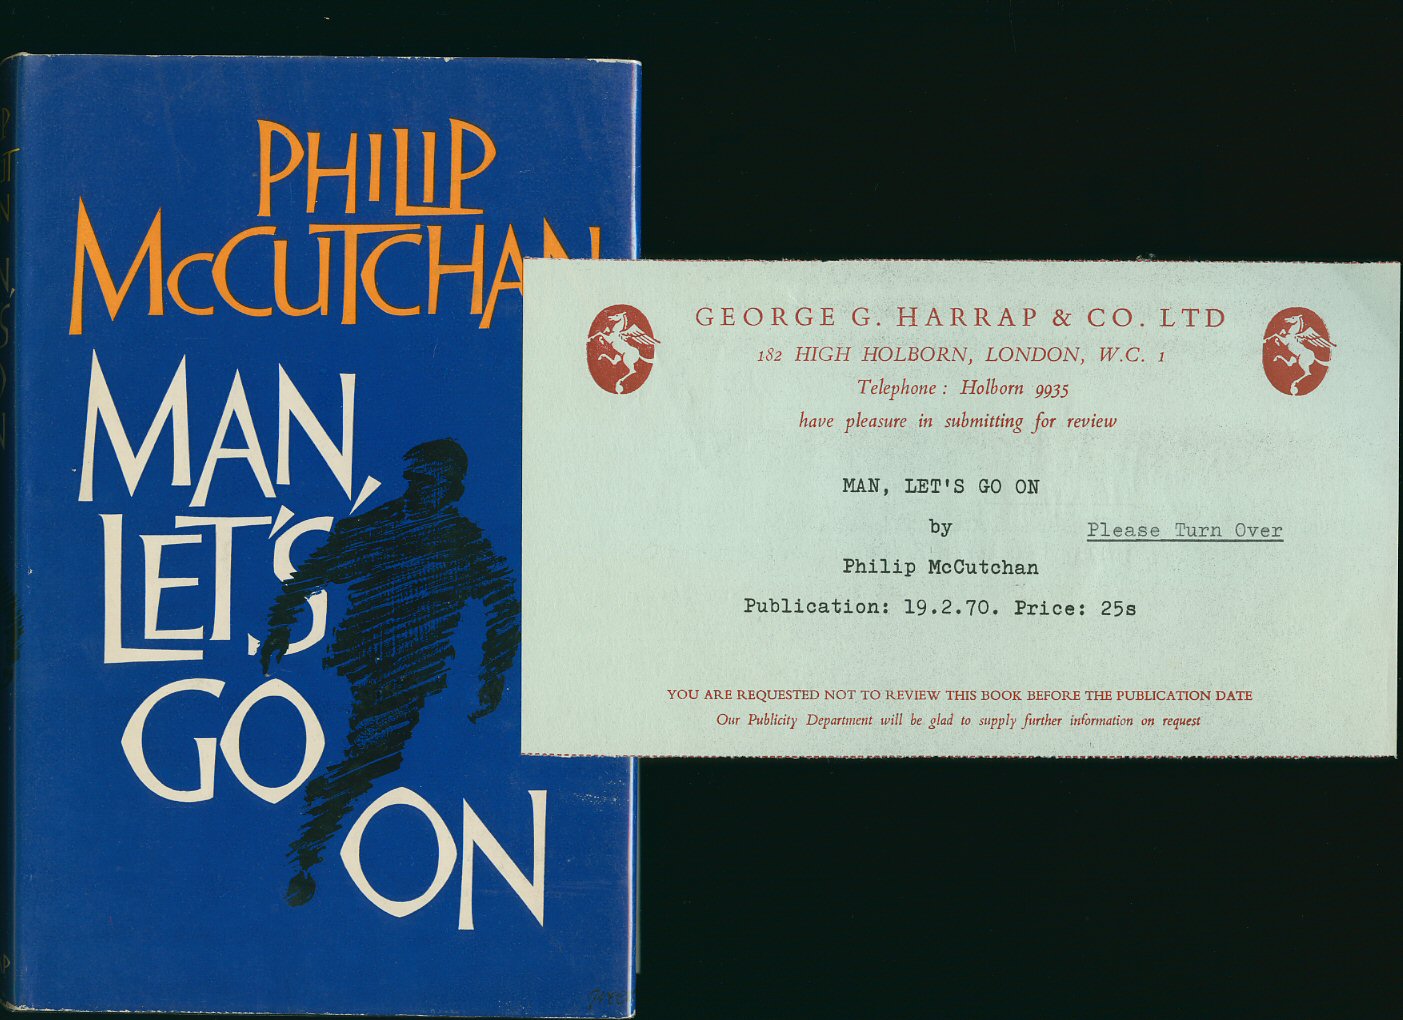 PHILIP
McCUTCHAN
MAN,
LET'S
GO
ON
GEORGE G. HARRAP & CO. LTD
182 HIGH HOLBORN, LONDON, W.C. 1
Telephone : Holborn 9935
have pleasure in submitting for review
MAN, LET'S GO ON
by
Please Turn Over
Philip McCutchan
Publication: 19.2.70. Price: 25s
YOU ARE REQUESTED NOT TO REVIEW THIS BOOK BEFORE THE PUBLICATION DATE
Our Publicity Department will be glad to supply further information on request